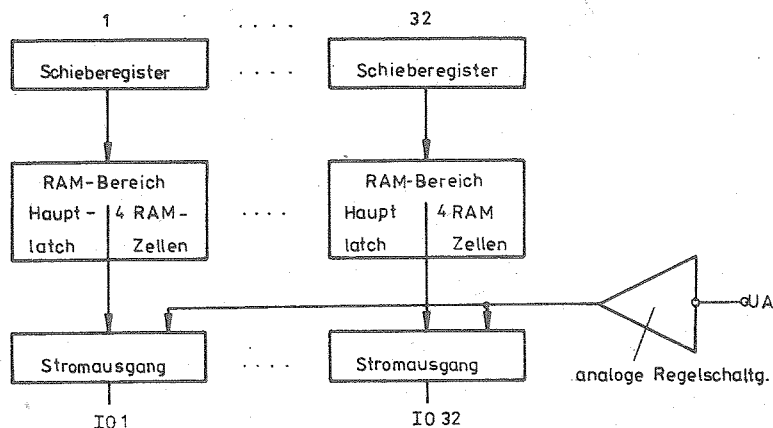 1 .... 32
Schieberegister .... Schieberegister
RAM-Bereich RAM-Bereich
Haupt- 4 RAM- .... Haupt 4 RAM
latch Zellen latch Zellen
UA
Stromausgang .... Stromausgang
analoge Regelschaltg.
IO 1 IO 32